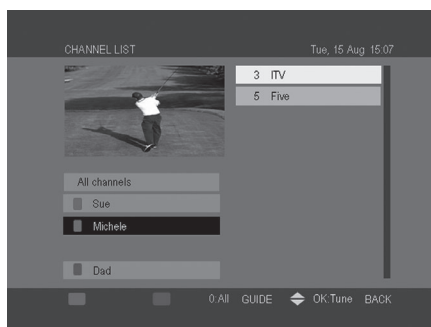 CHANNEL LIST
Tue, 15 Aug 15:07
3 ITV
5 Five
All channels
Sue
Michele
Dad
0:All GUIDE OK:Tune BACK